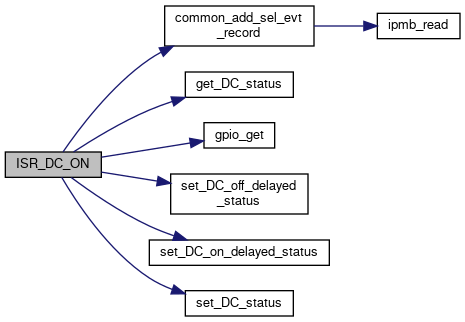 common_add_sel_evt
_record
ipmb_read
get_DC_status
gpio_get
ISR_DC_ON
set_DC_off_delayed
_status
set_DC_on_delayed_status
set_DC_status